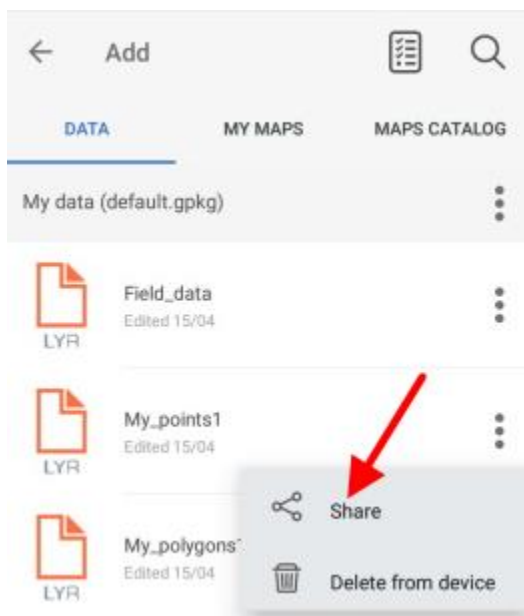 Add
DATA MY MAPS MAPS CATALOG
My data (default.gpkg)
Field_data
Edited 15/04
LYR
My_points1
Edited 15/04
LYR
Share
My_polygons
Edited 15/04
LYR
Delete from device